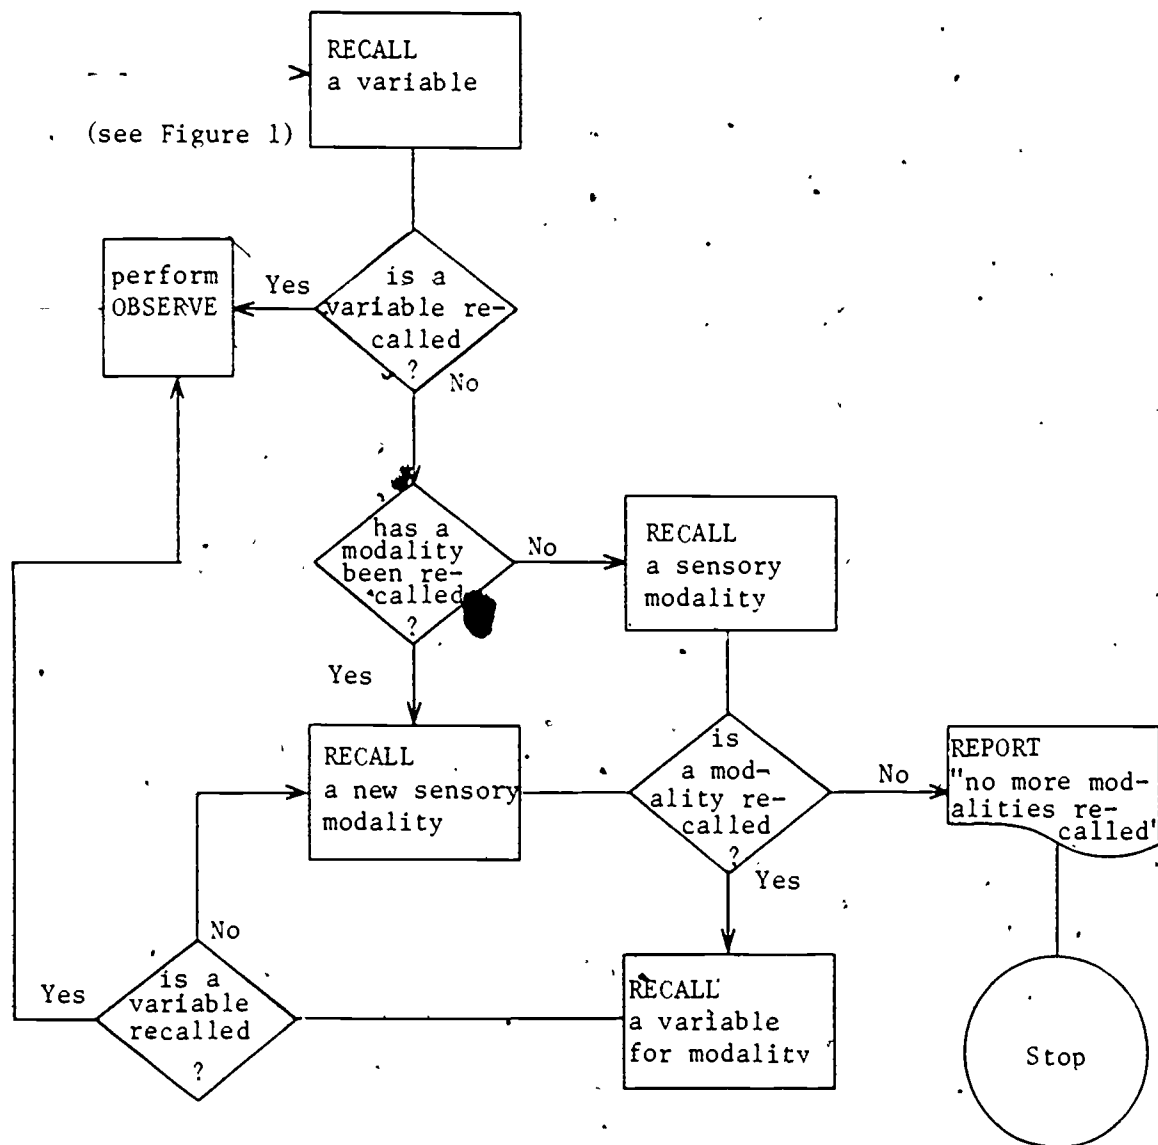 RECALL
a variable
(see Figure 1)
perform
OBSERVE
Yes
is a
variable re-
called
?
No
has a
modality
been re-
called
?
No
RECALL
a sensory
modality
Yes
RECALL
a new sensory
modality
is
a mod-
ality re-
called
?
No
REPORT
"no more mod-
alities re-
called"
Yes
No
is a
variable
recalled
?
Yes
RECALL
a variable
for modality
Stop